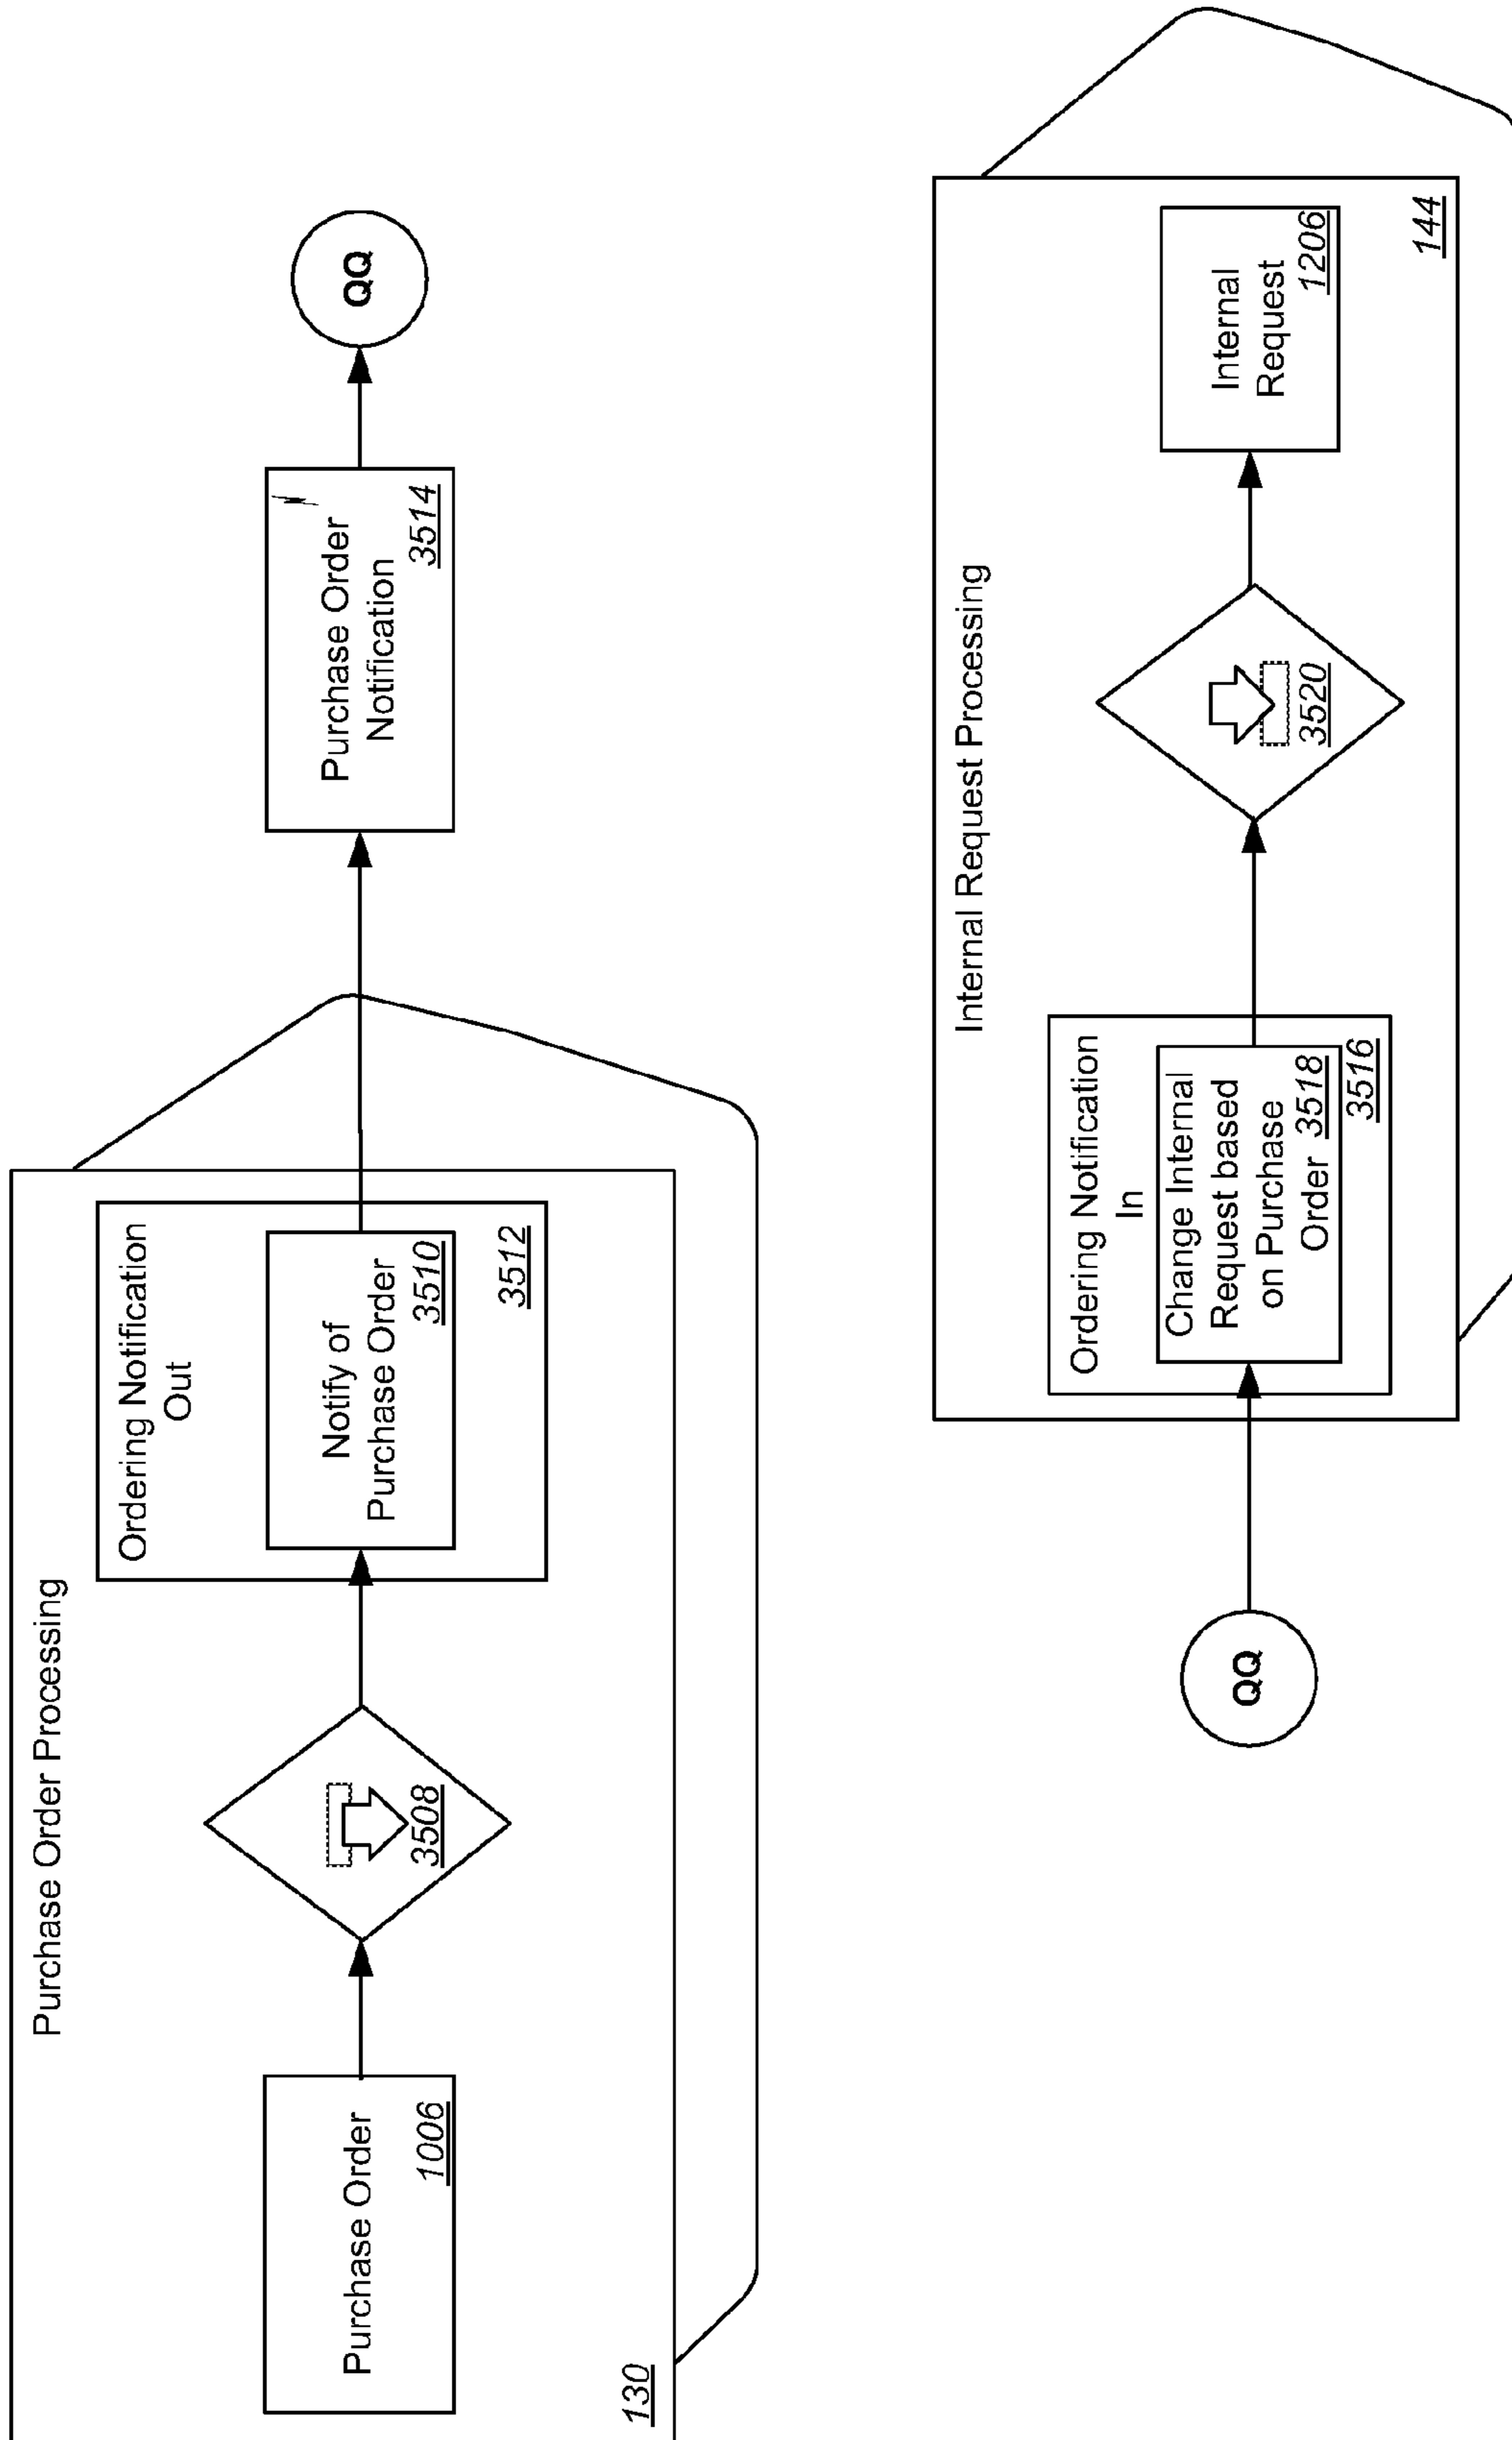 Purchase Order Processing
Purchase Order
1006
3508
Ordering Notification
Out
Notify of
Purchase Order
3510
3512
130
Purchase Order
Notification
3514
QQ
QQ
Internal Request Processing
Ordering Notification
In
Change Internal
Request based
on Purchase
Order 3518
3516
3520
Internal
Request
1206
144